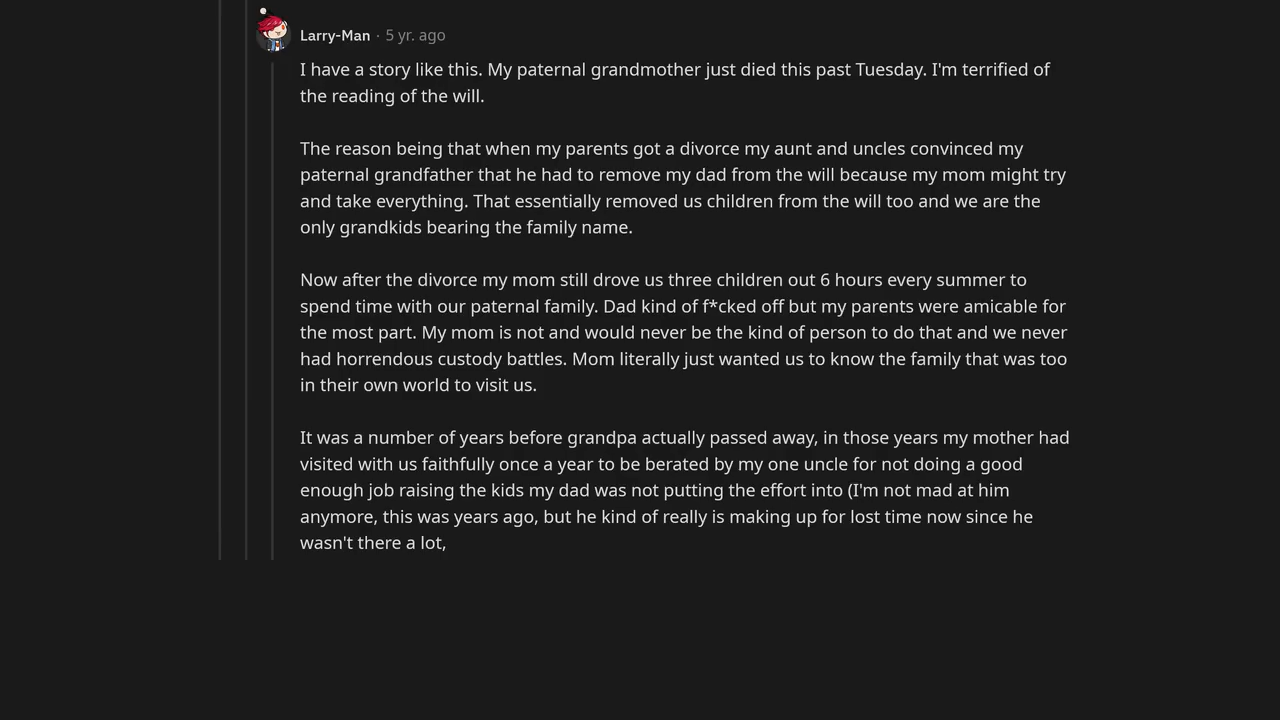 Larry-Man · 5 yr. ago
I have a story like this. My paternal grandmother just died this past Tuesday. I'm terrified of
the reading of the will.
The reason being that when my parents got a divorce my aunt and uncles convinced my
paternal grandfather that he had to remove my dad from the will because my mom might try
and take everything. That essentially removed us children from the will too and we are the
only grandkids bearing the family name.
Now after the divorce my mom still drove us three children out 6 hours every summer to
spend time with our paternal family. Dad kind of f*cked off but my parents were amicable for
the most part. My mom is not and would never be the kind of person to do that and we never
had horrendous custody battles. Mom literally just wanted us to know the family that was too
in their own world to visit us.
It was a number of years before grandpa actually passed away, in those years my mother had
visited with us faithfully once a year to be berated by my one uncle for not doing a good
enough job raising the kids my dad was not putting the effort into (I'm not mad at him
anymore, this was years ago, but he kind of really is making up for lost time now since he
wasn't there a lot,